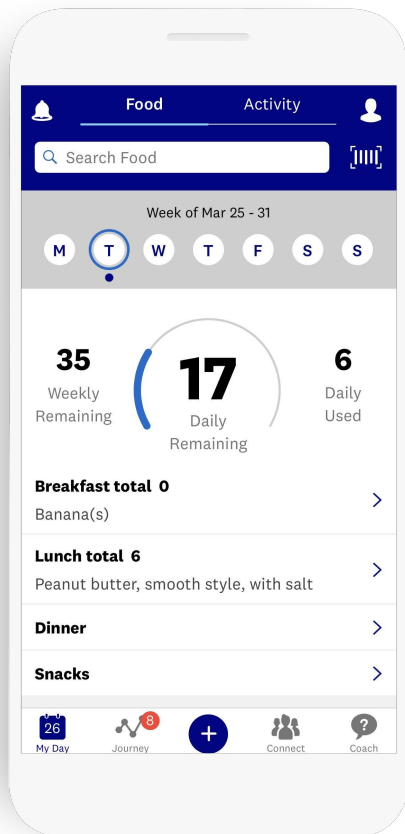 Food Activity
Search Food
Week of Mar 25 - 31
M T W T F S S
35 17 6
Weekly Daily Daily
Remaining Remaining Used
Breakfast total 0
Banana(s)
Lunch total 6
Peanut butter, smooth style, with salt
Dinner
Snacks
26 8 + ?
My Day Journey Connect Coach